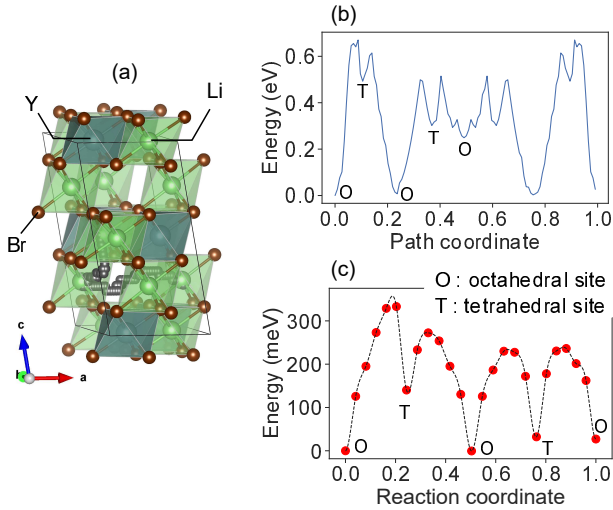 (a)
Y
Li
Br
c
b
a
(b)
Energy (eV)
0.6
0.4
0.2
0.0
T
T
O
O
O
0.0 0.2 0.4 0.6 0.8 1.0
Path coordinate
(c)
O : octahedral site
T : tetrahedral site
Energy (meV)
300
200
100
0
T
O
O
T
O
0.0 0.2 0.4 0.6 0.8 1.0
Reaction coordinate